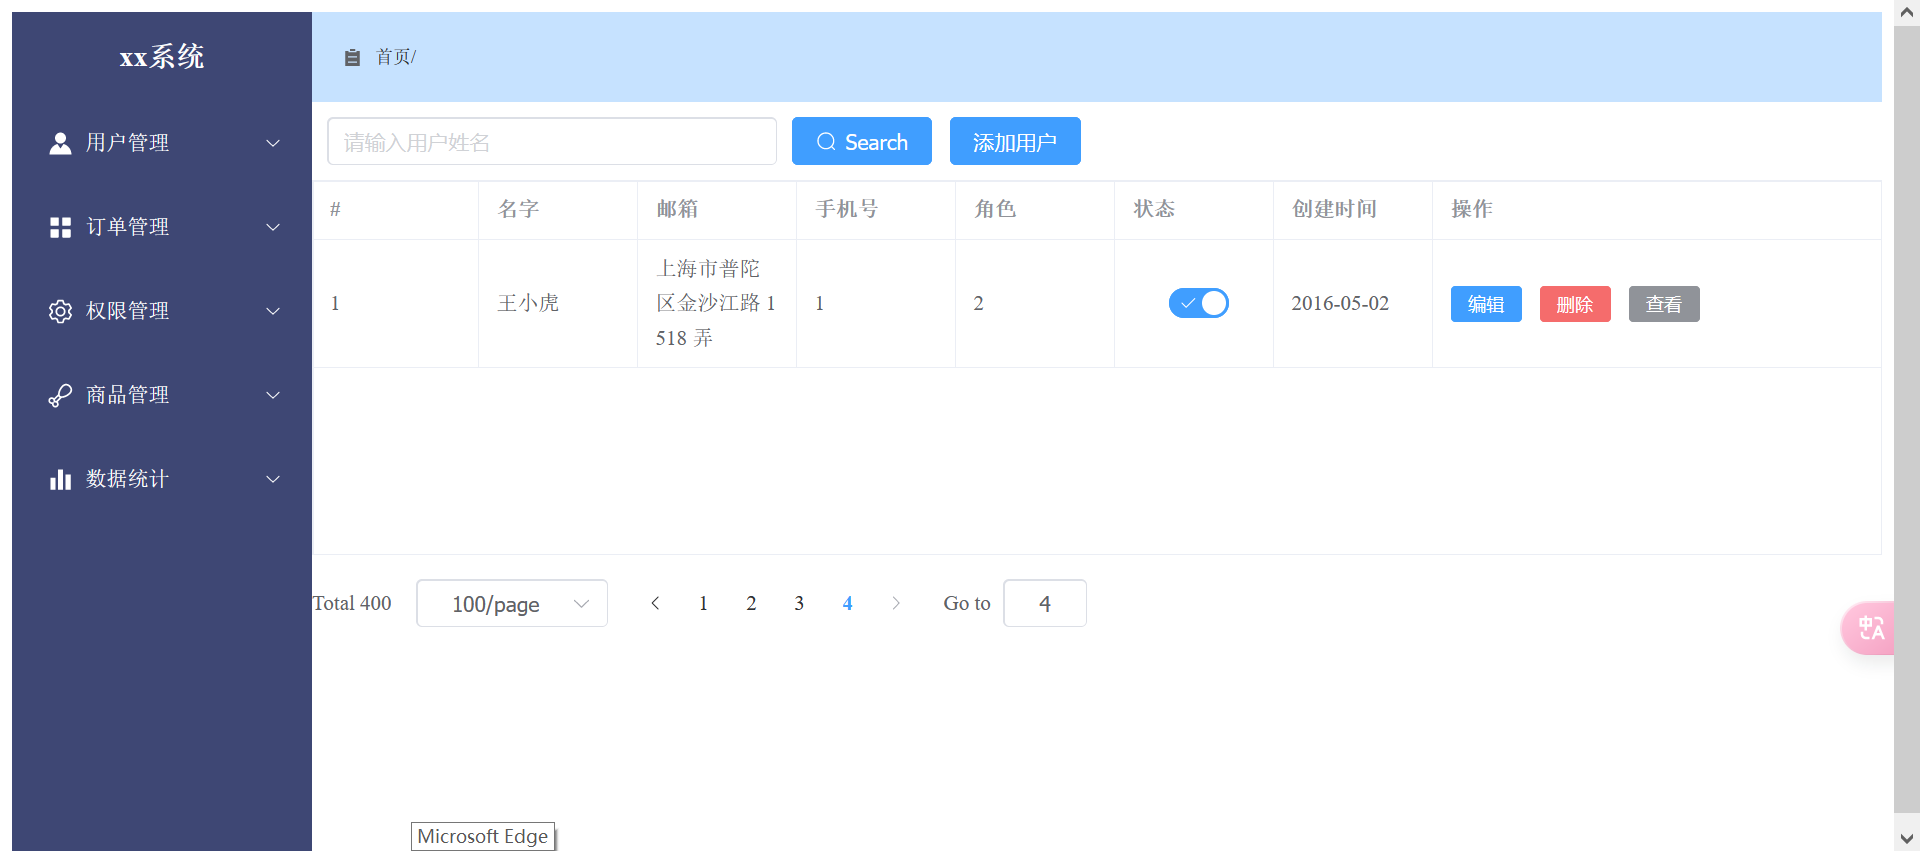 xx系统
首页/
用户管理
订单管理
权限管理
商品管理
数据统计
请输入用户姓名 Search 添加用户
# 名字 邮箱 手机号 角色 状态 创建时间 操作
上海市普陀
1 王小虎 区金沙江路 1 1 2 2016-05-02 编辑 删除 查看
518 弄
Total 400 100/page 1 2 3 4 Go to 4
中A
Microsoft Edge